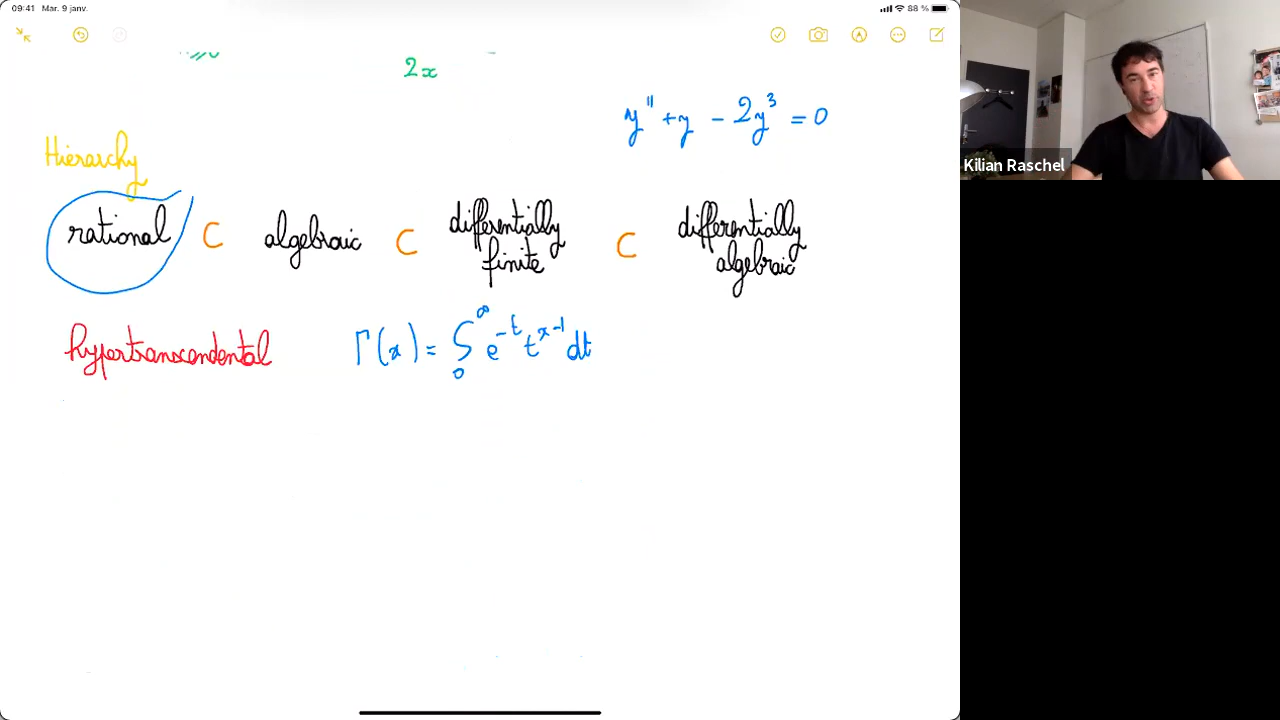 09:41 Mar. 9 janv.
88 %
2x
y'' + y - 2y³ = 0
Hierarchy
rational ⊂ algebraic ⊂ differentially finite ⊂ differentially algebraic
hypertranscendental Γ(x) = ∫₀^∞ e^{-t} t^{x-1} dt
Kilian Raschel